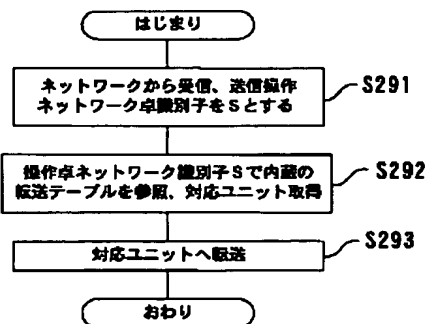 はじまり
ネットワークから受信、送信操作
ネットワーク卓識別子をSとする
S291
操作卓ネットワーク識別子Sで内蔵の
転送テーブルを参照、対応ユニット取得
S292
対応ユニットへ転送
S293
おわり